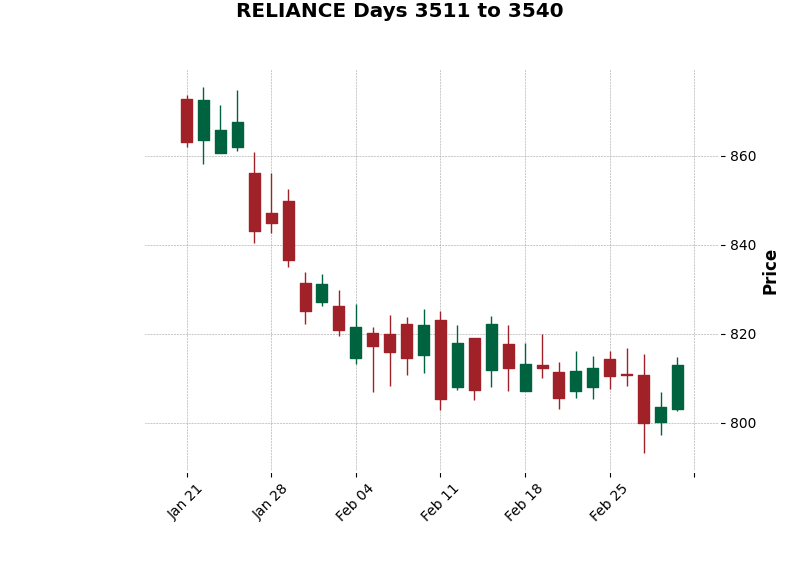 RELIANCE Days 3511 to 3540
860
840
820
800
Price
Jan 21
Jan 28
Feb 04
Feb 11
Feb 18
Feb 25